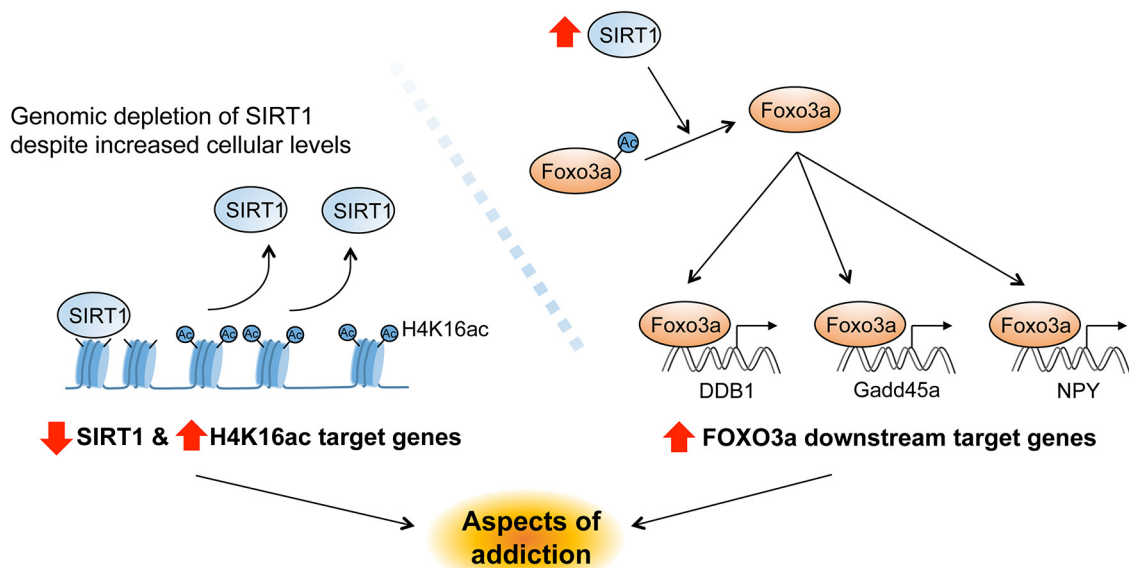 Genomic depletion of SIRT1
despite increased cellular levels
SIRT1
SIRT1
SIRT1
Ac
Ac
Ac
Ac
Ac
Ac
H4K16ac
SIRT1 & H4K16ac target genes
SIRT1
Foxo3a
Ac
Foxo3a
Foxo3a
Foxo3a
Foxo3a
DDB1
Gadd45a
NPY
FOXO3a downstream target genes
Aspects of
addiction